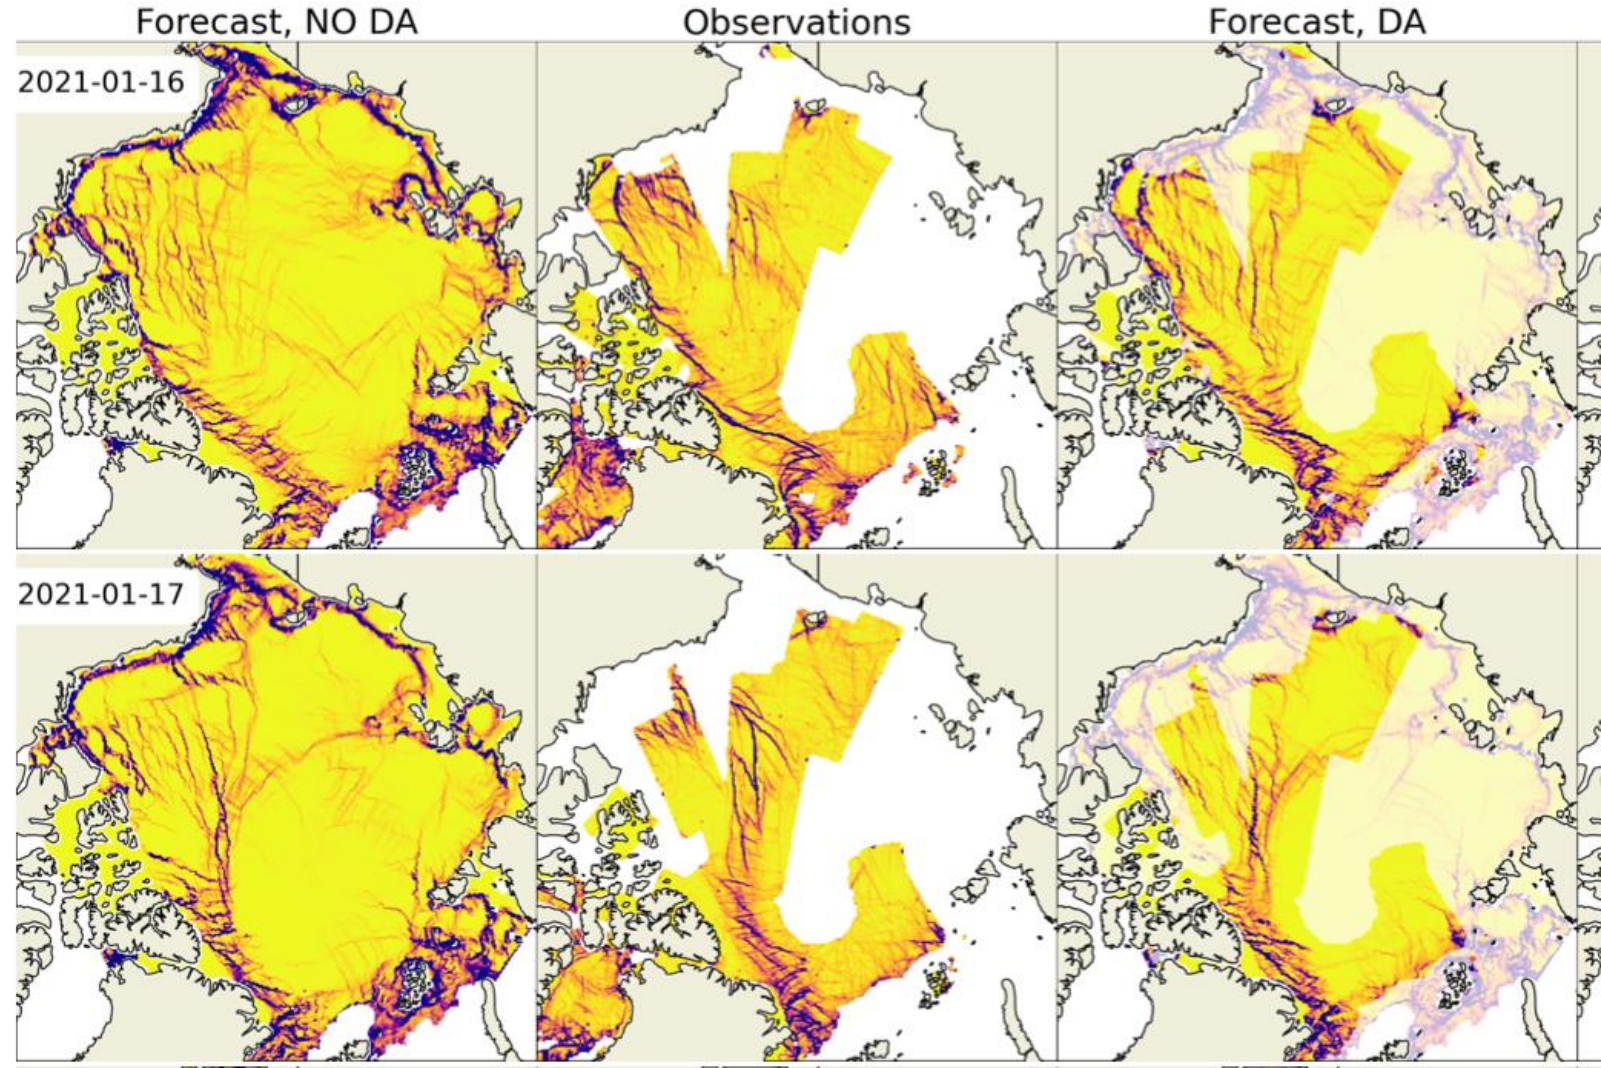 Forecast, NO DA
Observations
Forecast, DA
2021-01-16
2021-01-17